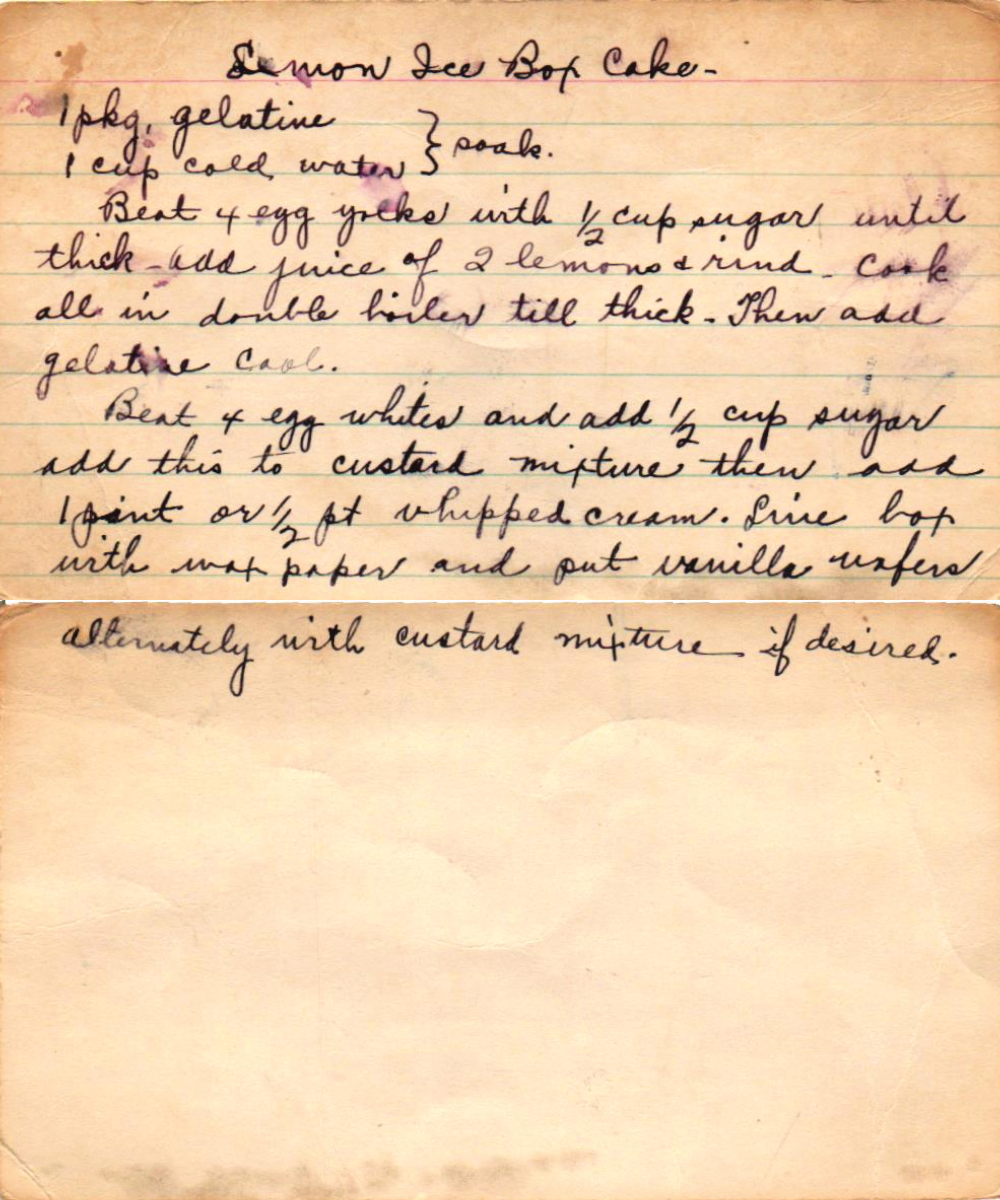 Lemon Ice Box Cake-
1 pkg, gelatine } soak.
1 cup cold water
Beat 4 egg yolks with 1/2 cup sugar until
thick - add juice of 2 lemons & rind - cook
all in double boiler till thick - Then add
gelatine cool.
Beat 4 egg whites and add 1/2 cup sugar
add this to custard mixture then add
1 pint or 1/2 pt whipped cream. Line box
with wax paper and put vanilla wafers
alternately with custard mixture if desired.